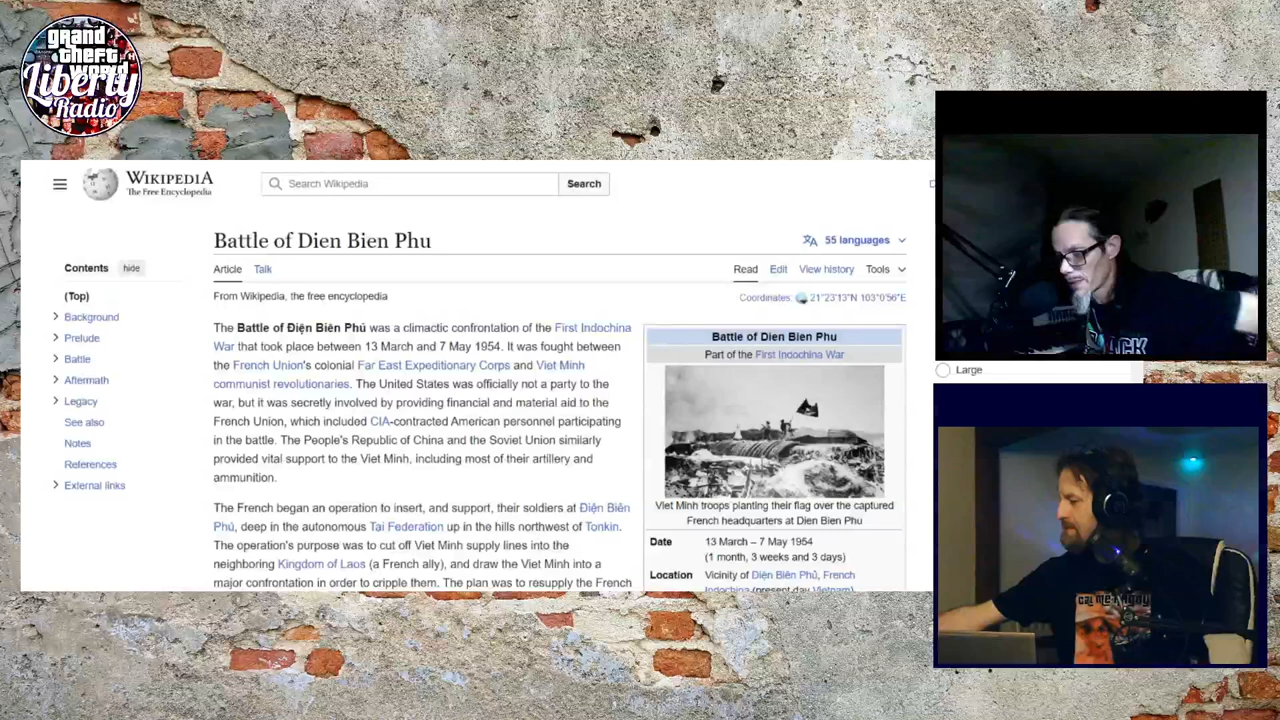 grand
theft
world
Liberty
Radio
WIKIPEDIA
The Free Encyclopedia
Search Wikipedia
Search
Battle of Dien Bien Phu
55 languages
Contents
hide
Article
Talk
Read
Edit
View history
Tools
(Top)
From Wikipedia, the free encyclopedia
Coordinates: 21°23′13″N 103°0′56″E
Background
Prelude
Battle
Aftermath
Legacy
See also
Notes
References
External links
The Battle of Điện Biên Phủ was a climactic confrontation of the First Indochina
War that took place between 13 March and 7 May 1954. It was fought between
the French Union's colonial Far East Expeditionary Corps and Viet Minh
communist revolutionaries. The United States was officially not a party to the
war, but it was secretly involved by providing financial and material aid to the
French Union, which included CIA-contracted American personnel participating
in the battle. The People's Republic of China and the Soviet Union similarly
provided vital support to the Viet Minh, including most of their artillery and
ammunition.
The French began an operation to insert, and support, their soldiers at Điện Biên
Phủ, deep in the autonomous Tai Federation up in the hills northwest of Tonkin.
The operation's purpose was to cut off Viet Minh supply lines into the
neighboring Kingdom of Laos (a French ally), and draw the Viet Minh into a
major confrontation in order to cripple them. The plan was to resupply the French
Battle of Dien Bien Phu
Part of the First Indochina War
Viet Minh troops planting their flag over the captured
French headquarters at Dien Bien Phu
Date
13 March – 7 May 1954
(1 month, 3 weeks and 3 days)
Location
Vicinity of Điện Biên Phủ, French
Indochina (present day Vietnam)
Large
CALL ME